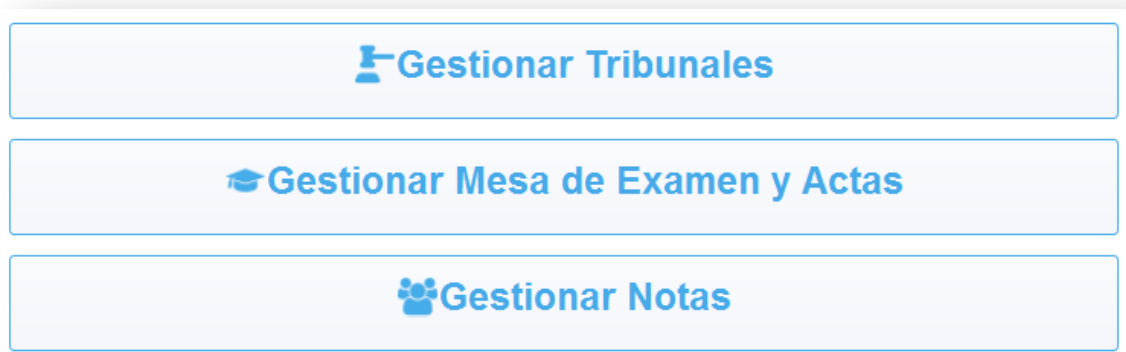 Gestionar Tribunales
Gestionar Mesa de Examen y Actas
Gestionar Notas